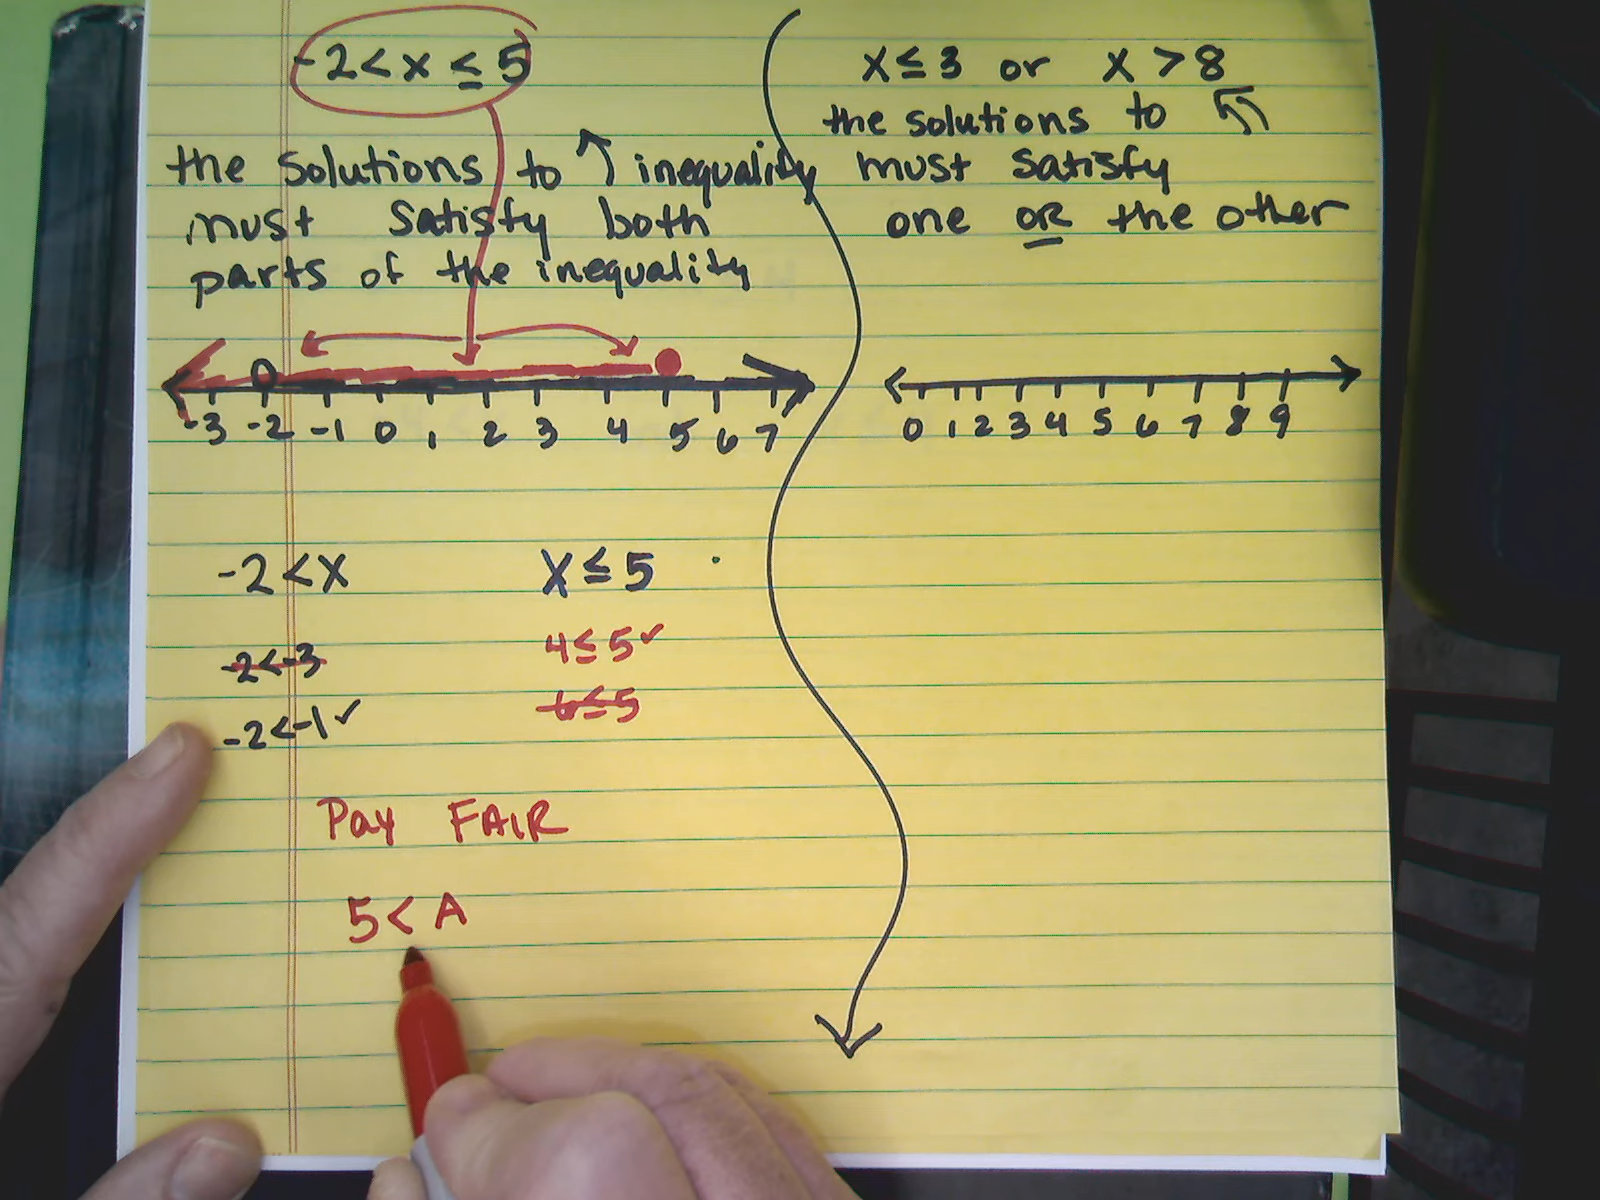 -2 < x ≤ 5
the solutions to ↑ inequality
must satisfy both
parts of the inequality
-3 -2 -1 0 1 2 3 4 5 6 7
-2 < x x ≤ 5
-2 < -3 4 ≤ 5 ✓
-2 < -1 ✓ 6 ≤ 5
Pay FAIR
5 < A
x ≤ 3 or x > 8
the solutions to
must satisfy
one OR the other
0 1 2 3 4 5 6 7 8 9